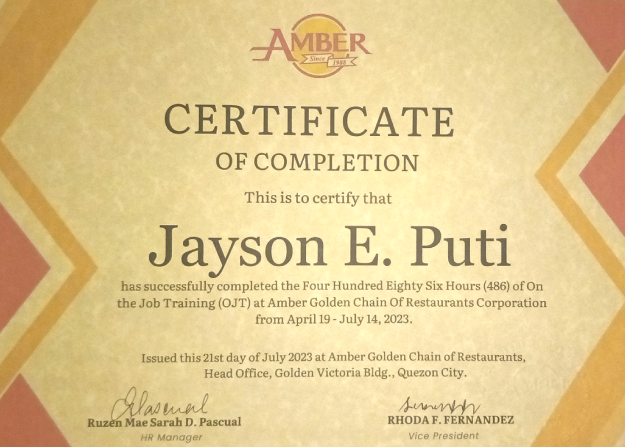 AMBER
Since 1988
CERTIFICATE
OF COMPLETION
This is to certify that
Jayson E. Puti
has successfully completed the Four Hundred Eighty Six Hours (486) of On
the Job Training (OJT) at Amber Golden Chain Of Restaurants Corporation
from April 19 - July 14, 2023.
Issued this 21st day of July 2023 at Amber Golden Chain of Restaurants,
Head Office, Golden Victoria Bldg., Quezon City.
Ruzen Mae Sarah D. Pascual
HR Manager
RHODA F. FERNANDEZ
Vice President